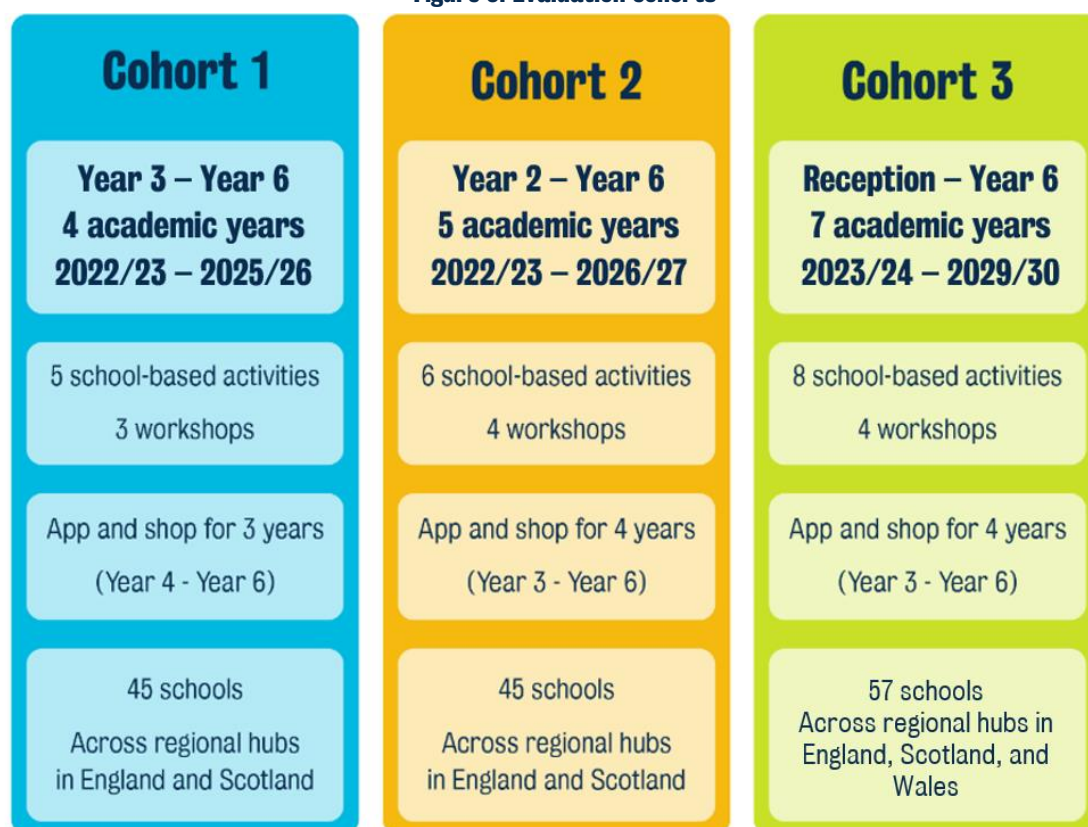 Cohort 1
Year 3 – Year 6
4 academic years
2022/23 – 2025/26
5 school-based activities
3 workshops
App and shop for 3 years
(Year 4 - Year 6)
45 schools
Across regional hubs
in England and Scotland
Cohort 2
Year 2 – Year 6
5 academic years
2022/23 – 2026/27
6 school-based activities
4 workshops
App and shop for 4 years
(Year 3 - Year 6)
45 schools
Across regional hubs
in England and Scotland
Cohort 3
Reception – Year 6
7 academic years
2023/24 – 2029/30
8 school-based activities
4 workshops
App and shop for 4 years
(Year 3 - Year 6)
57 schools
Across regional hubs in
England, Scotland, and
Wales